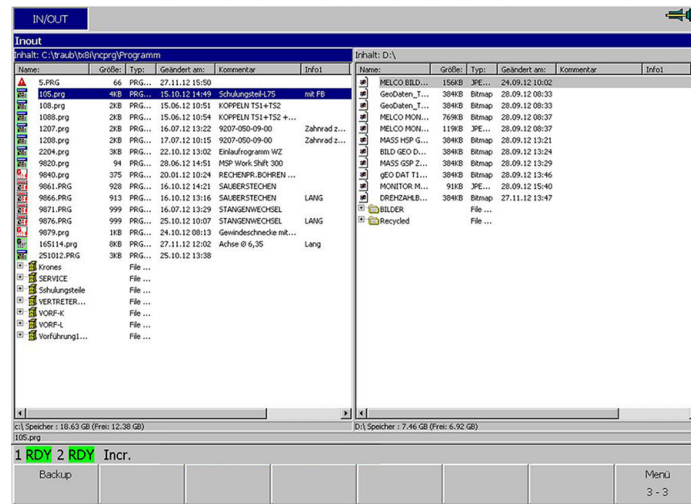 IN/OUT
Inout
Inhalt: C:\traub\tx8i\ncprg\Programm
Name: Größe: Typ: Geändert am: Kommentar Info1
5.PRG 66 PRG... 27.11.12 15:50
105.prg 4KB PRG... 15.10.12 14:49 Schulungsteil-L75 mit FB
108.prg 2KB PRG... 15.06.12 10:51 KOPPELN TS1+TS2
1088.prg 2KB PRG... 15.06.12 10:54 KOPPELN TS1+TS2 +...
1207.prg 2KB PRG... 16.07.12 13:22 9207-050-09-00 Zahnrad z...
1208.prg 2KB PRG... 17.07.12 10:15 9207-050-09-00 Zahnrad z...
2204.prg 3KB PRG... 22.10.12 13:02 Einlaufrogramm WZ
9820.prg 94 PRG... 28.06.12 14:51 MSP Work Shift 300
9840.prg 375 PRG... 20.01.12 10:24 RECHENPR.BOHREN ...
9861.PRG 928 PRG... 16.10.12 14:21 SAUBERSTECHEN
9866.PRG 913 PRG... 16.10.12 13:16 SAUBERSTECHEN LANG
9871.PRG 999 PRG... 16.07.12 13:29 STANGENWECHSEL
9876.PRG 999 PRG... 25.10.12 10:07 STANGENWECHSEL LANG
9879.prg 1KB PRG... 24.10.12 08:13 Gewindeschnecke mit...
165114.prg 8KB PRG... 27.11.12 12:02 Achse Ø 6,35 Lang
251012.PRG 3KB PRG... 25.10.12 13:38
Krones File ...
SERVICE File ...
Sshulungsteile File ...
VERTRETER... File ...
VORF-K File ...
VORF-L File ...
Vorführung1... File ...
c:\ Speicher : 18.63 GB (Frei: 12.38 GB)
Inhalt: D:\
Name: Größe: Typ: Geändert am: Kommentar Info1
MELCO BILD... 156KB JPE... 24.09.12 10:02
GeoDaten_T... 384KB Bitmap 28.09.12 08:33
GeoDaten_T... 384KB Bitmap 28.09.12 08:33
MELCO MON... 769KB Bitmap 28.09.12 08:37
MELCO MON... 119KB JPE... 28.09.12 08:37
MASS HSP G... 384KB Bitmap 28.09.12 13:21
BILD GEO D... 384KB Bitmap 28.09.12 13:24
MASS GSP Z... 384KB Bitmap 28.09.12 13:29
gEO DAT T1... 384KB Bitmap 28.09.12 13:46
MONITOR M... 91KB JPE... 28.09.12 15:40
DREHZAHLB... 384KB Bitmap 27.11.12 13:47
BILDER File ...
Recycled File ...
D:\ Speicher : 7.46 GB (Frei: 6.92 GB)
105.prg
1 RDY 2 RDY Incr.
Backup
Menü
3 - 3